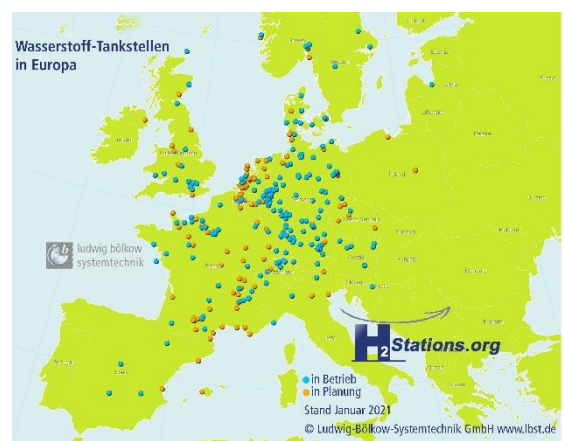 Wasserstoff-Tankstellen
in Europa
ludwig bölkow
systemtechnik
H2Stations.org
in Betrieb
in Planung
Stand Januar 2021
© Ludwig-Bölkow-Systemtechnik GmbH www.lbst.de